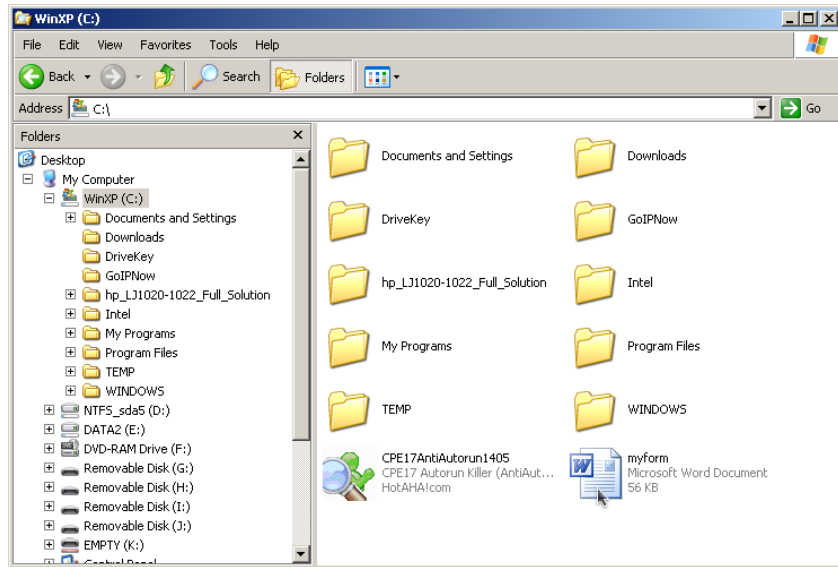 WinXP (C:)
File Edit View Favorites Tools Help
Back Search Folders
Address C:\ Go
Folders
Desktop
My Computer
WinXP (C:)
Documents and Settings
Downloads
DriveKey
GoIPNow
hp_LJ1020-1022_Full_Solution
Intel
My Programs
Program Files
TEMP
WINDOWS
NTFS_sda5 (D:)
DATA2 (E:)
DVD-RAM Drive (F:)
Removable Disk (G:)
Removable Disk (H:)
Removable Disk (I:)
Removable Disk (J:)
EMPTY (K:)
Control Panel
Documents and Settings
Downloads
DriveKey
GoIPNow
hp_LJ1020-1022_Full_Solution
Intel
My Programs
Program Files
TEMP
WINDOWS
CPE17AntiAutorun1405
CPE17 Autorun Killer (AntiAut...
HotAHA!com
myform
Microsoft Word Document
56 KB